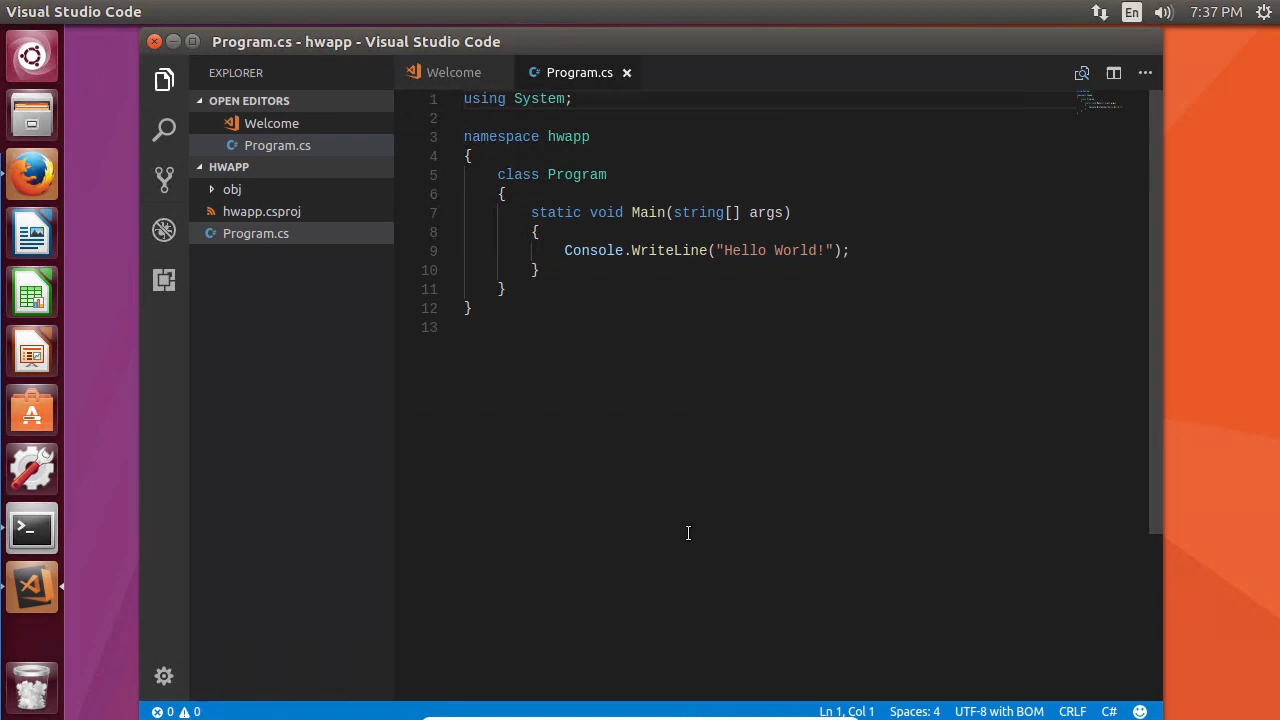 Visual Studio Code
En
7:37 PM
Program.cs - hwapp - Visual Studio Code
EXPLORER
OPEN EDITORS
Welcome
Program.cs
HWAPP
obj
hwapp.csproj
Program.cs
Welcome
Program.cs
1 using System;
2
3 namespace hwapp
4 {
5 class Program
6 {
7 static void Main(string[] args)
8 {
9 Console.WriteLine("Hello World!");
10 }
11 }
12 }
13
0 0
Ln 1, Col 1 Spaces: 4 UTF-8 with BOM CRLF C#